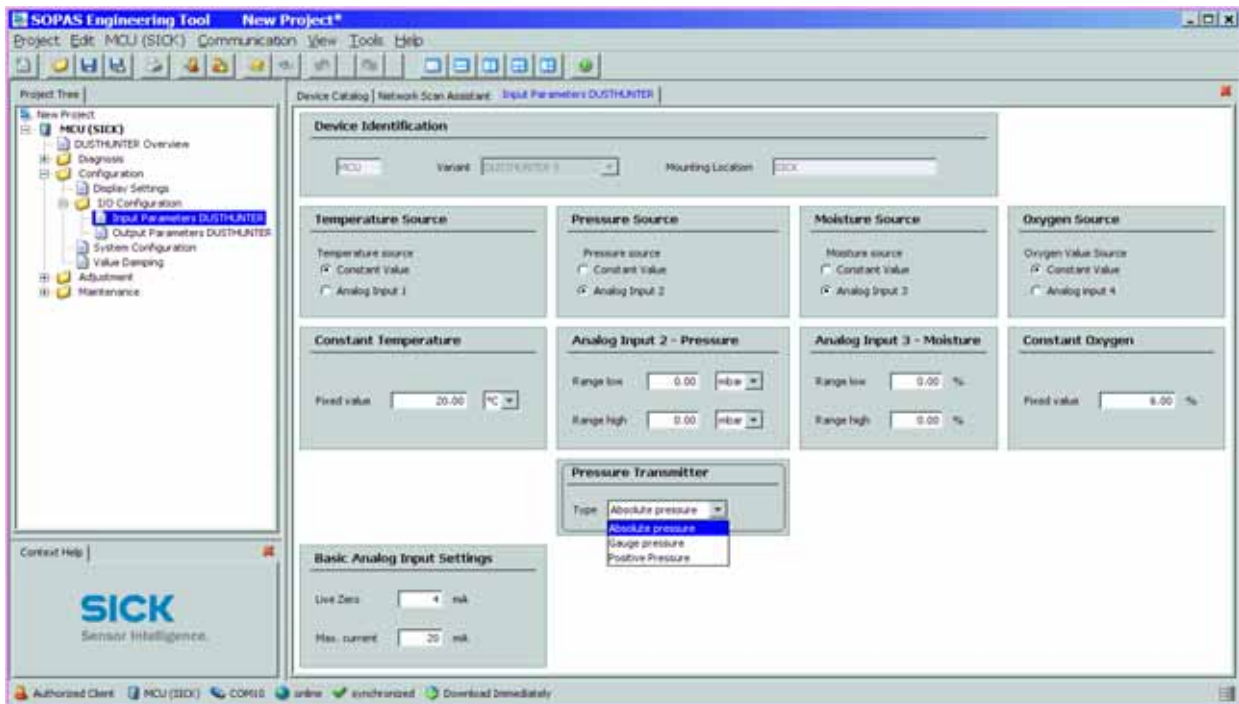 SOPAS Engineering Tool New Project*
Project Edit MCU (SICK) Communication View Tools Help
Project Tree
New Project
MCU (SICK)
DUSTHUNTER Overview
Diagnosis
Configuration
Display Settings
I/O Configuration
Input Parameters DUSTHUNTER
Output Parameters DUSTHUNTER
System Configuration
Value Damping
Adjustment
Maintenance
Device Catalog | Network Scan Assistant Input Parameters DUSTHUNTER
Device Identification
MCU Variant DUSTHUNTER Mounting Location SICK
Temperature Source
Temperature source
Constant Value
Analog Input 1
Pressure Source
Pressure source
Constant Value
Analog Input 2
Moisture Source
Moisture source
Constant Value
Analog Input 3
Oxygen Source
Oxygen Value Source
Constant Value
Analog input 4
Constant Temperature
Fixed value 20.00 °C
Analog Input 2 - Pressure
Range low 0.00 mbar
Range high 0.00 mbar
Analog Input 3 - Moisture
Range low 0.00 %
Range high 0.00 %
Constant Oxygen
Fixed value 6.00 %
Pressure Transmitter
Type Absolute pressure
Absolute pressure
Gauge pressure
Positive Pressure
Basic Analog Input Settings
Live Zero 4 mA
Max. current 20 mA
Context Help
SICK
Sensor Intelligence.
Authorized Client MCU (SICK) COM10 online synchronized Download Immediately